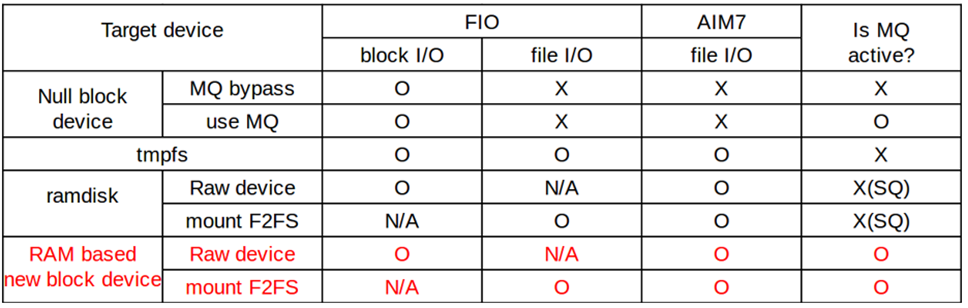 Target device FIO AIM7 Is MQ active?
block I/O file I/O file I/O
Null block device MQ bypass O X X X
use MQ O X X O
tmpfs O O O X
ramdisk Raw device O N/A O X(SQ)
mount F2FS N/A O O X(SQ)
RAM based new block device Raw device O N/A O O
mount F2FS N/A O O O